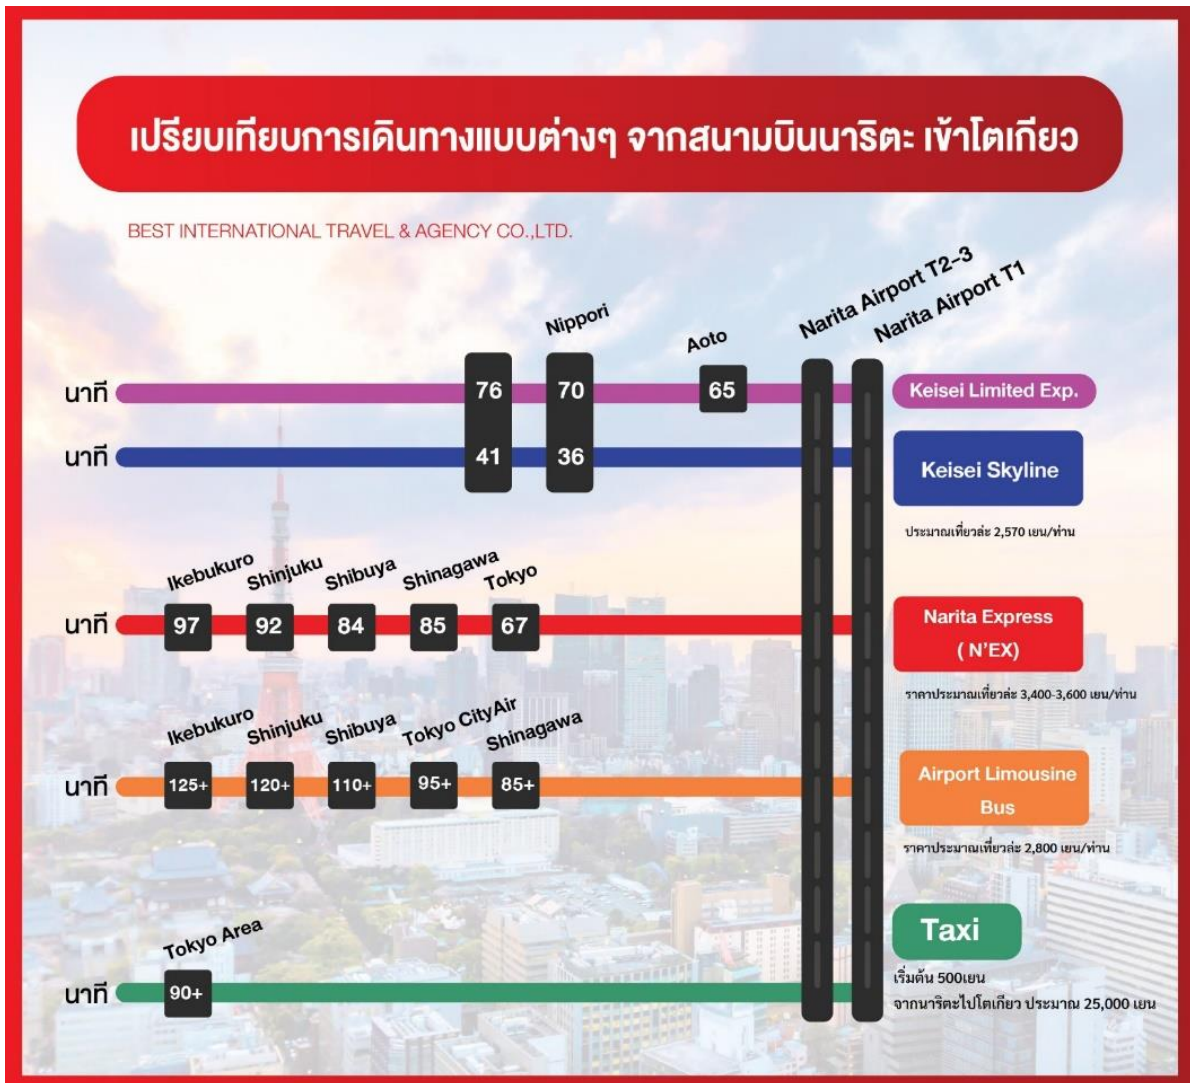 เปรียบเทียบการเดินทางแบบต่างๆ จากสนามบินนาริตะ เข้าโตเกียว
BEST INTERNATIONAL TRAVEL & AGENCY CO.,LTD.
Nippori
Aoto
Narita Airport T2-3
Narita Airport T1
นาที
76
70
65
Keisei Limited Exp.
นาที
41
36
Keisei Skyline
ประมาณเที่ยวล่ะ 2,570 เยน/ท่าน
Ikebukuro
Shinjuku
Shibuya
Shinagawa
Tokyo
นาที
97
92
84
85
67
Narita Express
( N'EX)
ราคาประมาณเที่ยวล่ะ 3,400-3,600 เยน/ท่าน
Ikebukuro
Shinjuku
Shibuya
Tokyo CityAir
Shinagawa
นาที
125+
120+
110+
95+
85+
Airport Limousine
Bus
ราคาประมาณเที่ยวล่ะ 2,800 เยน/ท่าน
Tokyo Area
นาที
90+
Taxi
เริ่มต้น 500เยน
จากนาริตะไปโตเกียว ประมาณ 25,000 เยน